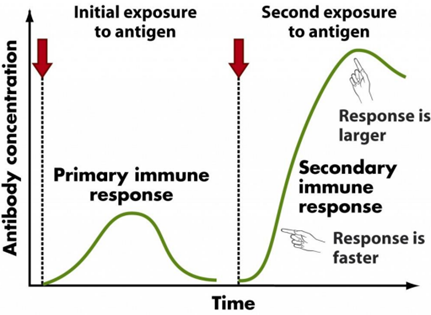 Initial exposure
to antigen
Second exposure
to antigen
Antibody concentration
Primary immune
response
Response is
larger
Secondary
immune
response
Response is
faster
Time